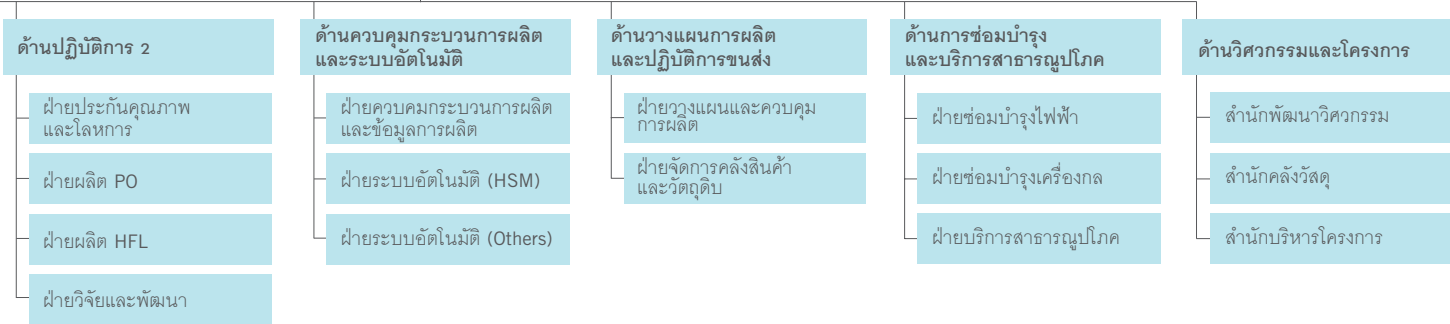 ด้านปฏิบัติการ 2
ฝ่ายประกันคุณภาพ
และโลหการ
ฝ่ายผลิต PO
ฝ่ายผลิต HFL
ฝ่ายวิจัยและพัฒนา
ด้านควบคุมกระบวนการผลิต
และระบบอัตโนมัติ
ฝ่ายควบคมกระบวนการผลิต
และข้อมูลการผลิต
ฝ่ายระบบอัตโนมัติ (HSM)
ฝ่ายระบบอัตโนมัติ (Others)
ด้านวางแผนการผลิต
และปฏิบัติการขนส่ง
ฝ่ายวางแผนและควบคุม
การผลิต
ฝ่ายจัดการคลังสินค้า
และวัตถุดิบ
ด้านการซ่อมบำรุง
และบริการสาธารณูปโภค
ฝ่ายซ่อมบำรุงไฟฟ้า
ฝ่ายซ่อมบำรุงเครื่องกล
ฝ่ายบริการสาธารณูปโภค
ด้านวิศวกรรมและโครงการ
สำนักพัฒนาวิศวกรรม
สำนักคลังวัสดุ
สำนักบริหารโครงการ